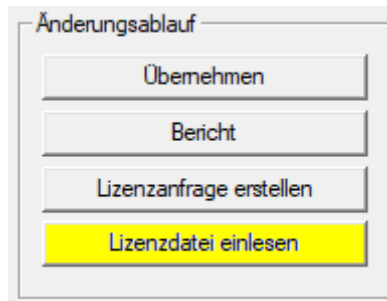 Änderungsablauf
Übernehmen
Bericht
Lizenzanfrage erstellen
Lizenzdatei einlesen